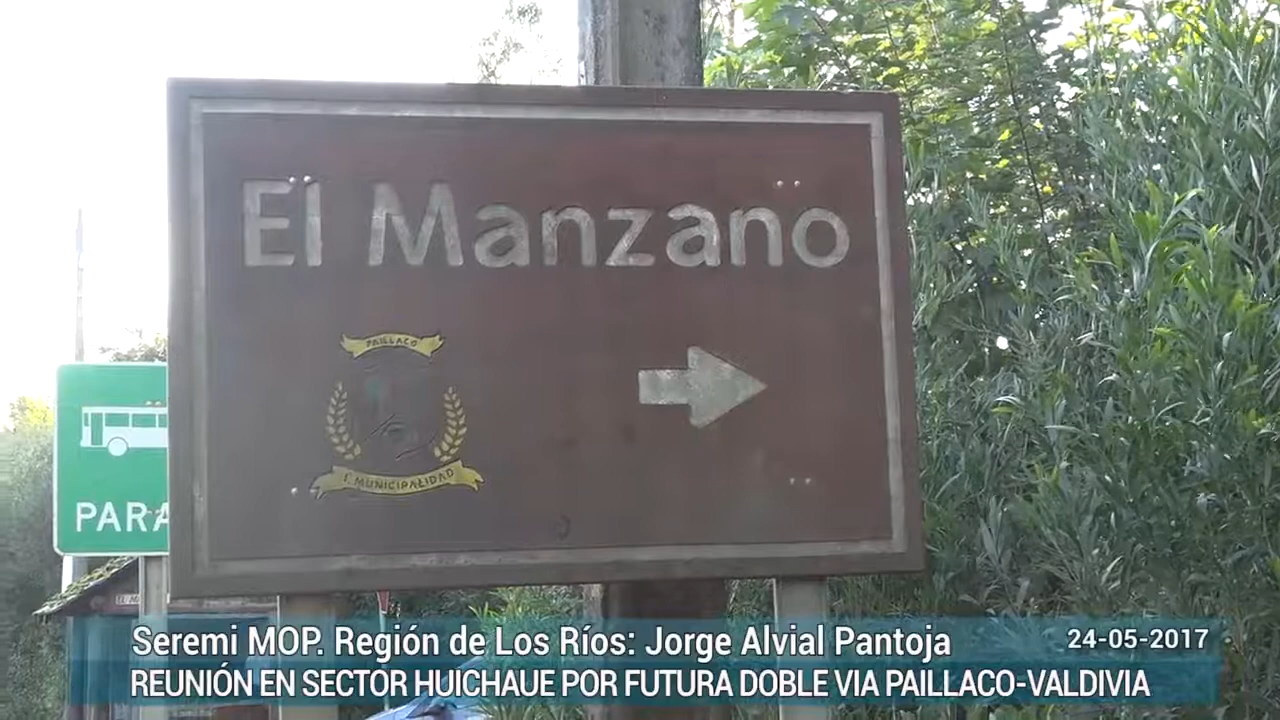 El Manzano
PAILLACO
I. MUNICIPALIDAD
PARA
Seremi MOP. Región de Los Ríos: Jorge Alvial Pantoja
24-05-2017
REUNIÓN EN SECTOR HUICHAUE POR FUTURA DOBLE VIA PAILLACO-VALDIVIA